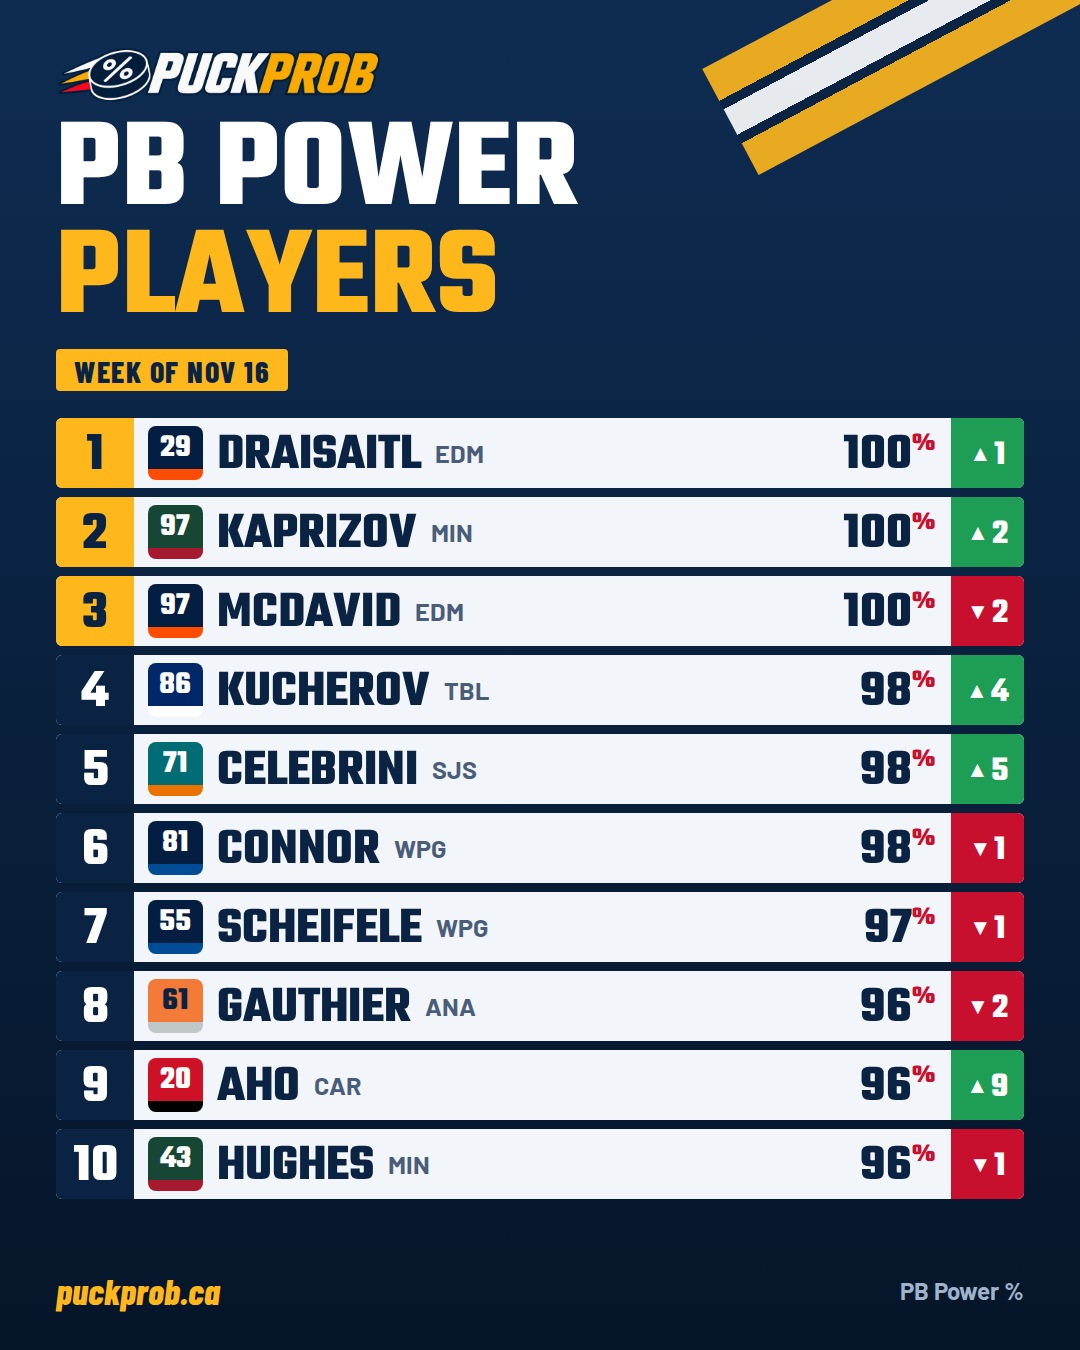 % PUCKPROB
PB POWER
PLAYERS
WEEK OF NOV 16
1 29 DRAISAITL EDM 100% ▲1
2 97 KAPRIZOV MIN 100% ▲2
3 97 MCDAVID EDM 100% ▼2
4 86 KUCHEROV TBL 98% ▲4
5 71 CELEBRINI SJS 98% ▲5
6 81 CONNOR WPG 98% ▼1
7 55 SCHEIFELE WPG 97% ▼1
8 61 GAUTHIER ANA 96% ▼2
9 20 AHO CAR 96% ▲9
10 43 HUGHES MIN 96% ▼1
puckprob.ca PB Power %